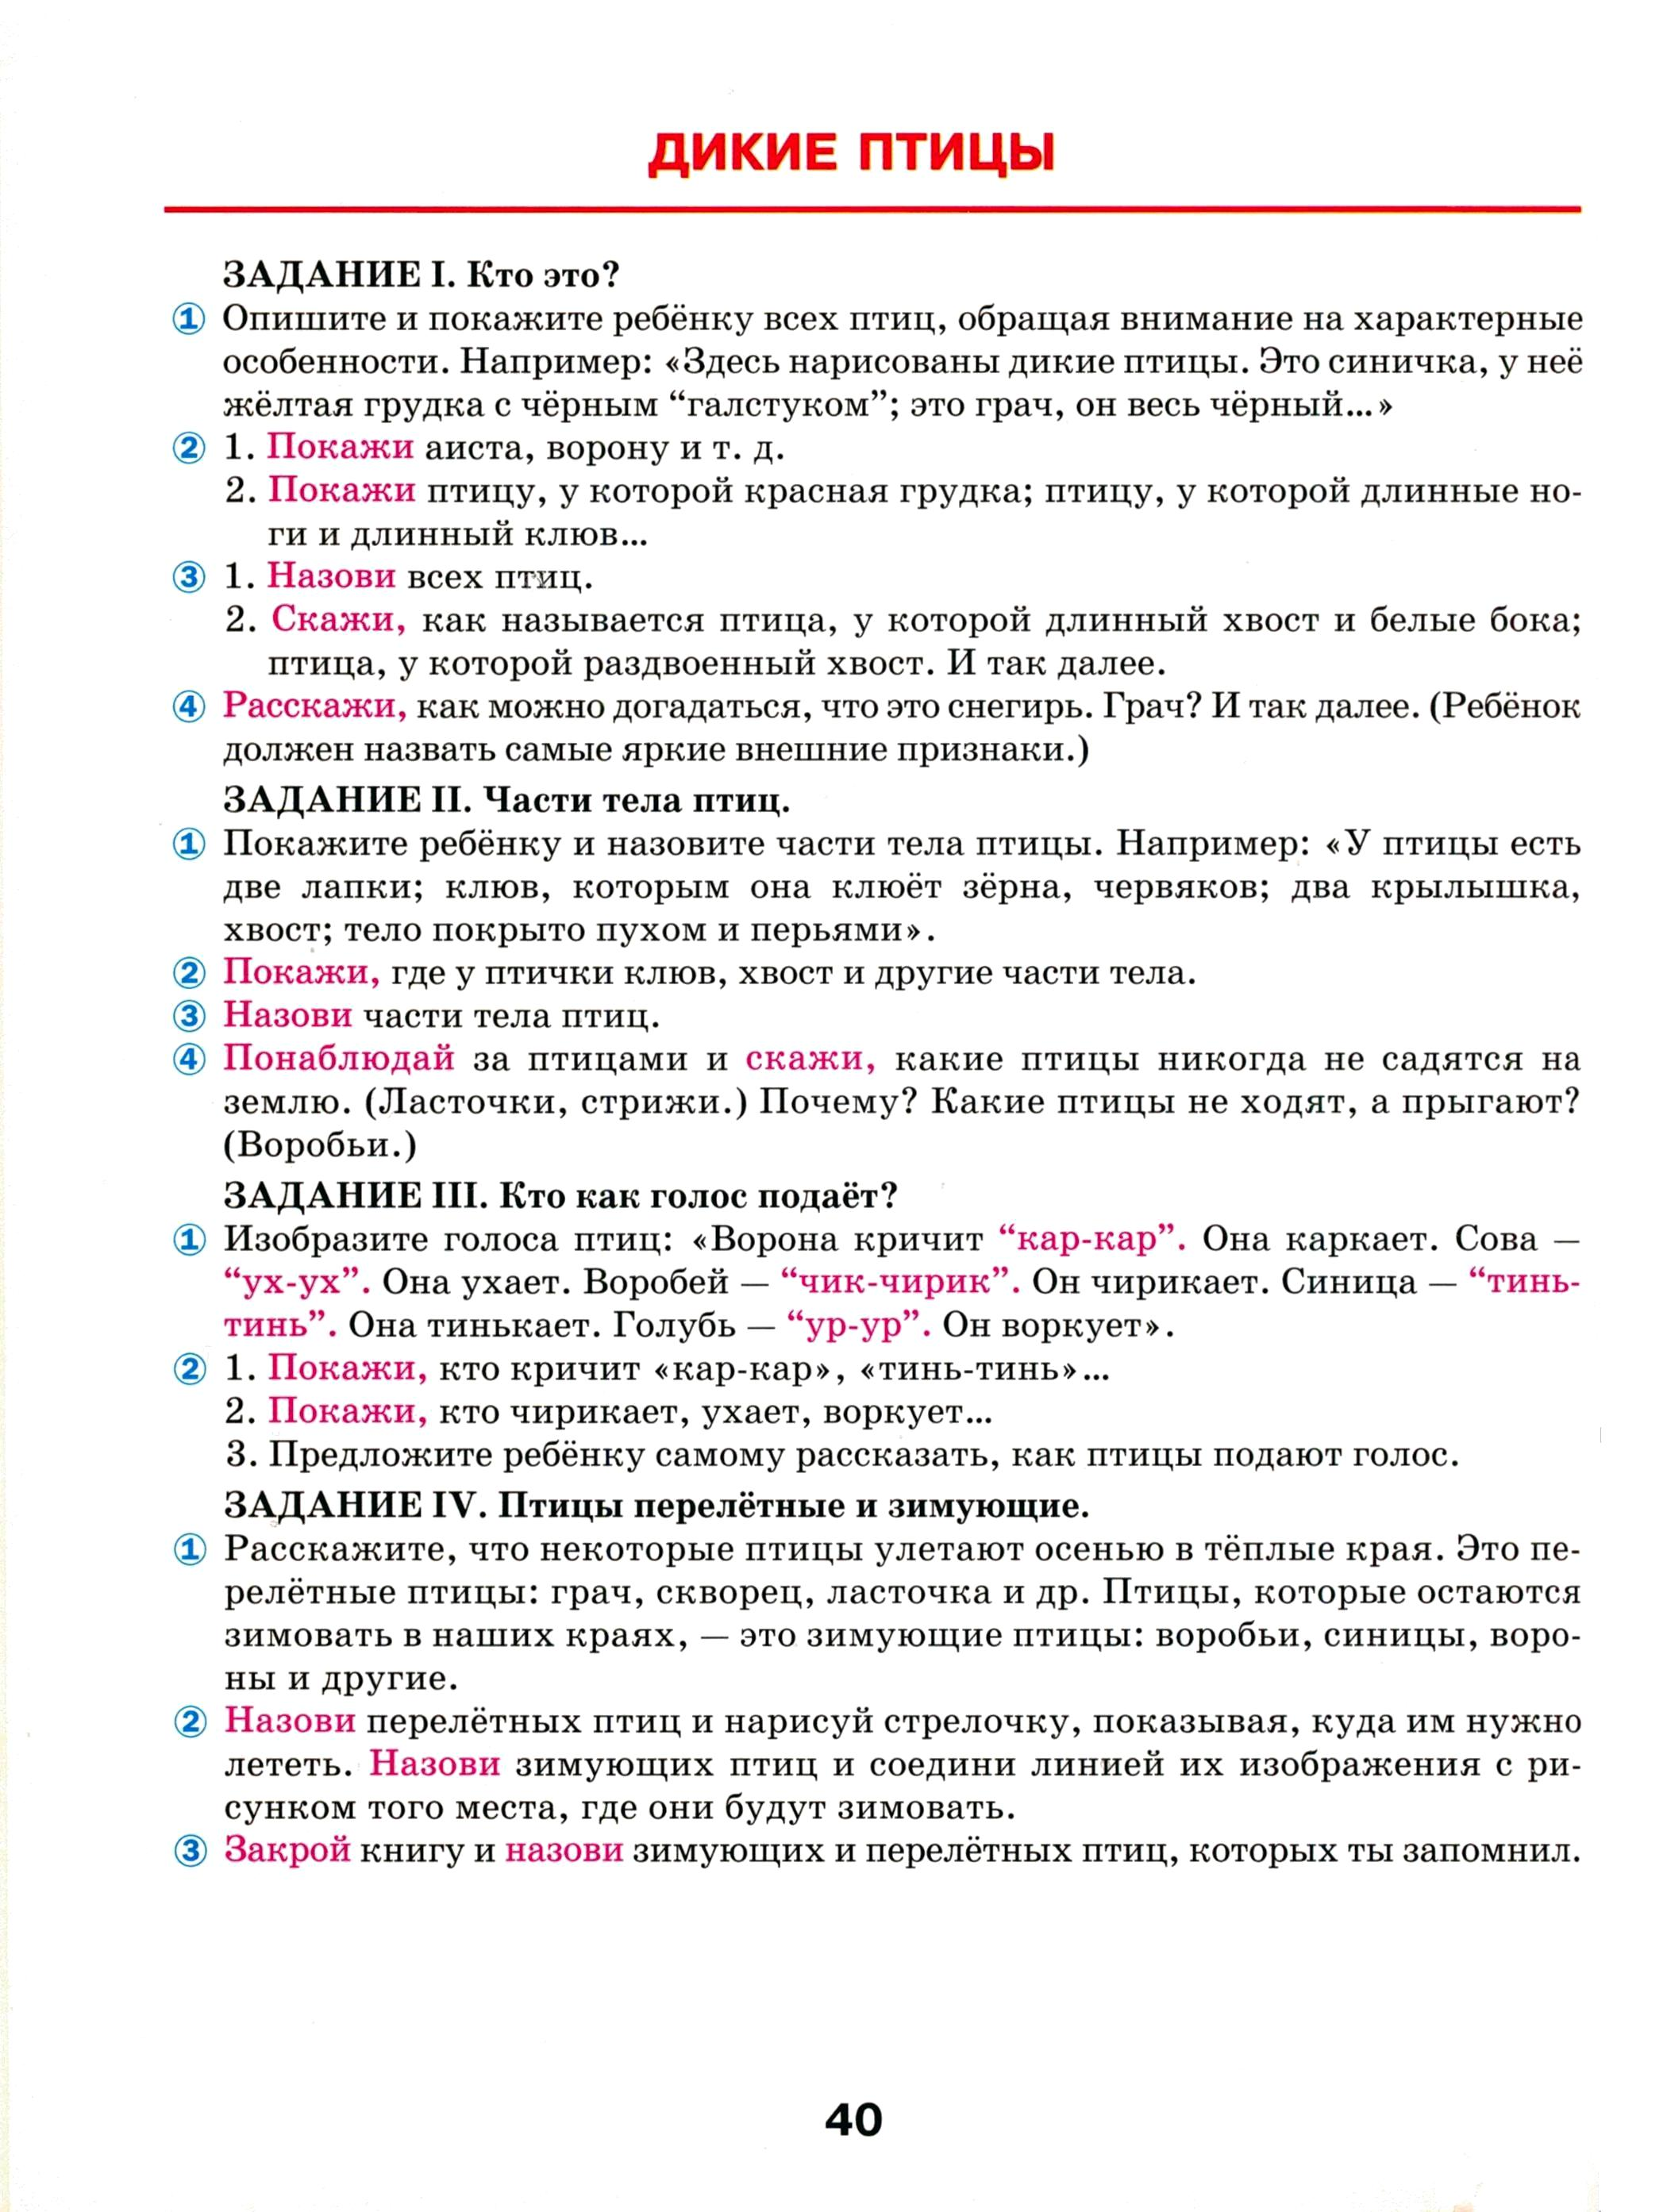 ДИКИЕ ПТИЦЫ
ЗАДАНИЕ I. Кто это?
① Опишите и покажите ребёнку всех птиц, обращая внимание на характерные
особенности. Например: «Здесь нарисованы дикие птицы. Это синичка, у неё
жёлтая грудка с чёрным “галстуком”; это грач, он весь чёрный...»
② 1. Покажи аиста, ворону и т. д.
2. Покажи птицу, у которой красная грудка; птицу, у которой длинные но-
ги и длинный клюв...
③ 1. Назови всех птиц.
2. Скажи, как называется птица, у которой длинный хвост и белые бока;
птица, у которой раздвоенный хвост. И так далее.
④ Расскажи, как можно догадаться, что это снегирь. Грач? И так далее. (Ребёнок
должен назвать самые яркие внешние признаки.)
ЗАДАНИЕ II. Части тела птиц.
① Покажите ребёнку и назовите части тела птицы. Например: «У птицы есть
две лапки; клюв, которым она клюёт зёрна, червяков; два крылышка,
хвост; тело покрыто пухом и перьями».
② Покажи, где у птички клюв, хвост и другие части тела.
③ Назови части тела птиц.
④ Понаблюдай за птицами и скажи, какие птицы никогда не садятся на
землю. (Ласточки, стрижи.) Почему? Какие птицы не ходят, а прыгают?
(Воробьи.)
ЗАДАНИЕ III. Кто как голос подаёт?
① Изобразите голоса птиц: «Ворона кричит “кар-кар”. Она каркает. Сова —
“ух-ух”. Она ухает. Воробей — “чик-чирик”. Он чирикает. Синица — “тинь-
тинь”. Она тинькает. Голубь — “ур-ур”. Он воркует».
② 1. Покажи, кто кричит «кар-кар», «тинь-тинь»...
2. Покажи, кто чирикает, ухает, воркует...
3. Предложите ребёнку самому рассказать, как птицы подают голос.
ЗАДАНИЕ IV. Птицы перелётные и зимующие.
① Расскажите, что некоторые птицы улетают осенью в тёплые края. Это пе-
релётные птицы: грач, скворец, ласточка и др. Птицы, которые остаются
зимовать в наших краях, — это зимующие птицы: воробьи, синицы, воро-
ны и другие.
② Назови перелётных птиц и нарисуй стрелочку, показывая, куда им нужно
лететь. Назови зимующих птиц и соедини линией их изображения с ри-
сунком того места, где они будут зимовать.
③ Закрой книгу и назови зимующих и перелётных птиц, которых ты запомнил.
40